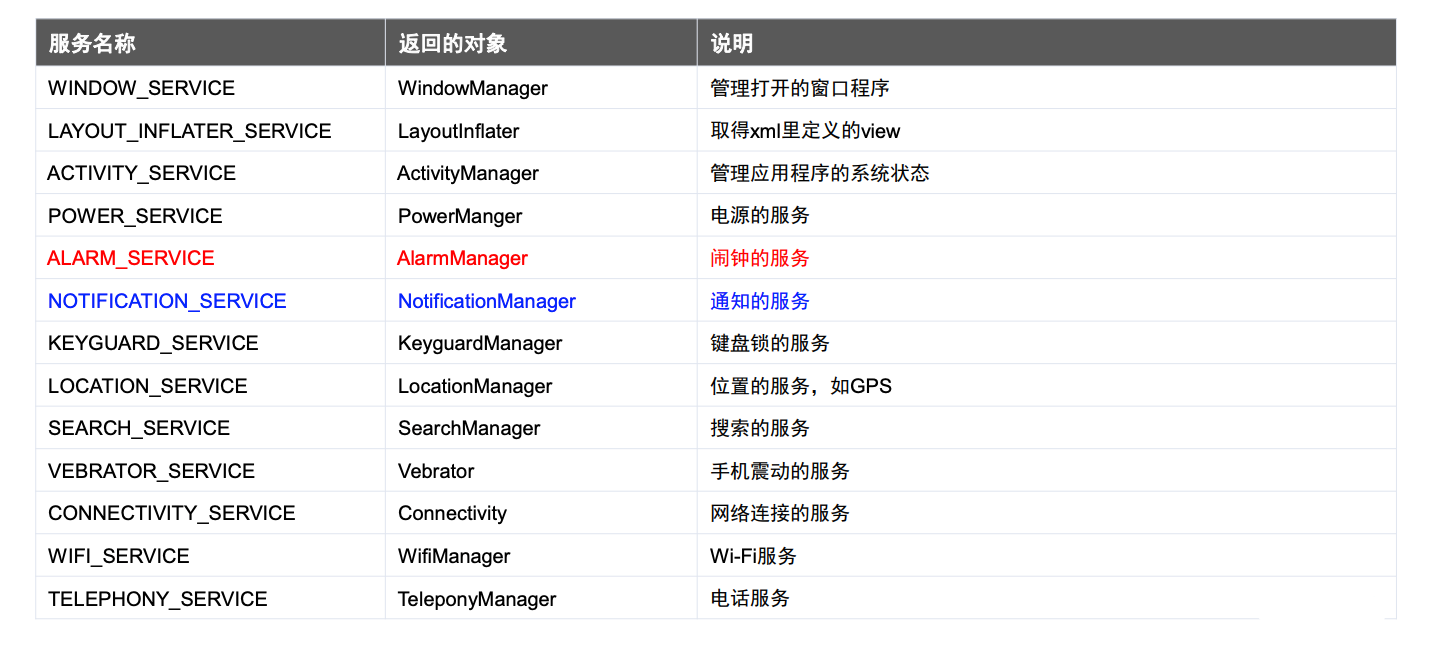 服务名称 返回的对象 说明
WINDOW_SERVICE WindowManager 管理打开的窗口程序
LAYOUT_INFLATER_SERVICE LayoutInflater 取得xml里定义的view
ACTIVITY_SERVICE ActivityManager 管理应用程序的系统状态
POWER_SERVICE PowerManger 电源的服务
ALARM_SERVICE AlarmManager 闹钟的服务
NOTIFICATION_SERVICE NotificationManager 通知的服务
KEYGUARD_SERVICE KeyguardManager 键盘锁的服务
LOCATION_SERVICE LocationManager 位置的服务，如GPS
SEARCH_SERVICE SearchManager 搜索的服务
VEBRATOR_SERVICE Vebrator 手机震动的服务
CONNECTIVITY_SERVICE Connectivity 网络连接的服务
WIFI_SERVICE WifiManager Wi-Fi服务
TELEPHONY_SERVICE TeleponyManager 电话服务